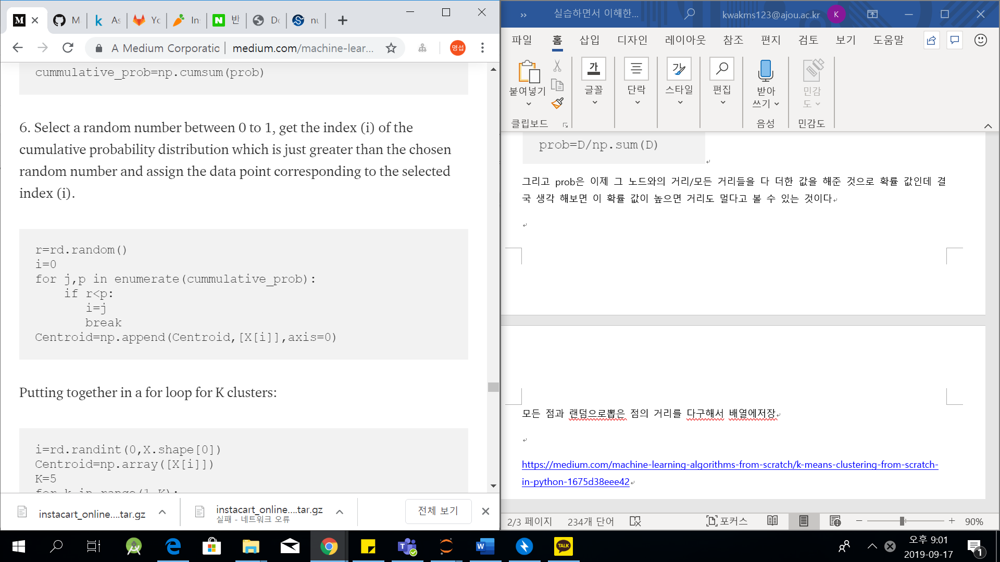 M
As
Yo
In
반
Do
nu
A Medium Corporatic
medium.com/machine-lear...
명섭
cummulative_prob=np.cumsum(prob)
6. Select a random number between 0 to 1, get the index (i) of the
cumulative probability distribution which is just greater than the chosen
random number and assign the data point corresponding to the selected
index (i).
r=rd.random()
i=0
for j,p in enumerate(cummulative_prob):
if r<p:
i=j
break
Centroid=np.append(Centroid,[X[i]],axis=0)
Putting together in a for loop for K clusters:
i=rd.randint(0,X.shape[0])
Centroid=np.array([X[i]])
K=5
for k in range(1,K):
instacart_online....tar.gz
instacart_online....tar.gz
실패 - 네트워크 오류
전체 보기
실습하면서 이해한...
kwakms123@ajou.ac.kr
K
파일 홈 삽입 디자인 레이아웃 참조 편지 검토 보기 도움말
붙여넣기
클립보드
가
글꼴
단락
스타일
편집
받아
쓰기
음성
민감
도
민감도
prob=D/np.sum(D)
그리고 prob은 이제 그 노드와의 거리/모든 거리들을 다 더한 값을 해준 것으로 확률 값인데 결
국 생각 해보면 이 확률 값이 높으면 거리도 멀다고 볼 수 있는 것이다
모든 점과 랜덤으로뽑은 점의 거리를 다구해서 배열에저장
https://medium.com/machine-learning-algorithms-from-scratch/k-means-clustering-from-scratch-
in-python-1675d38eee42
2/3 페이지 234개 단어 포커스 90%
TALK
오후 9:01
2019-09-17
1